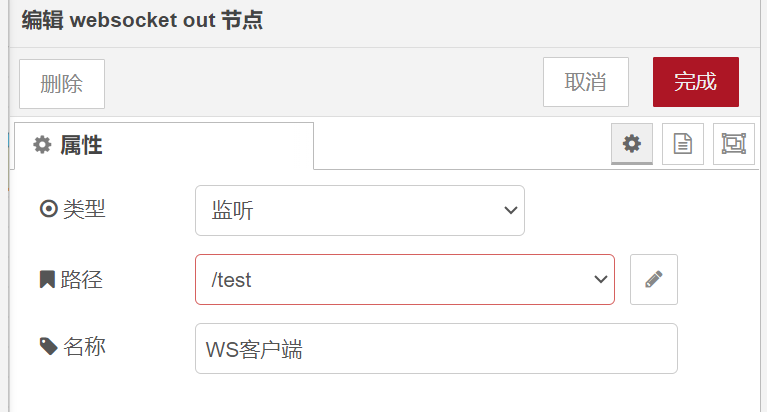 编辑 websocket out 节点
删除 取消 完成
属性
类型 监听
路径 /test
名称 WS客户端